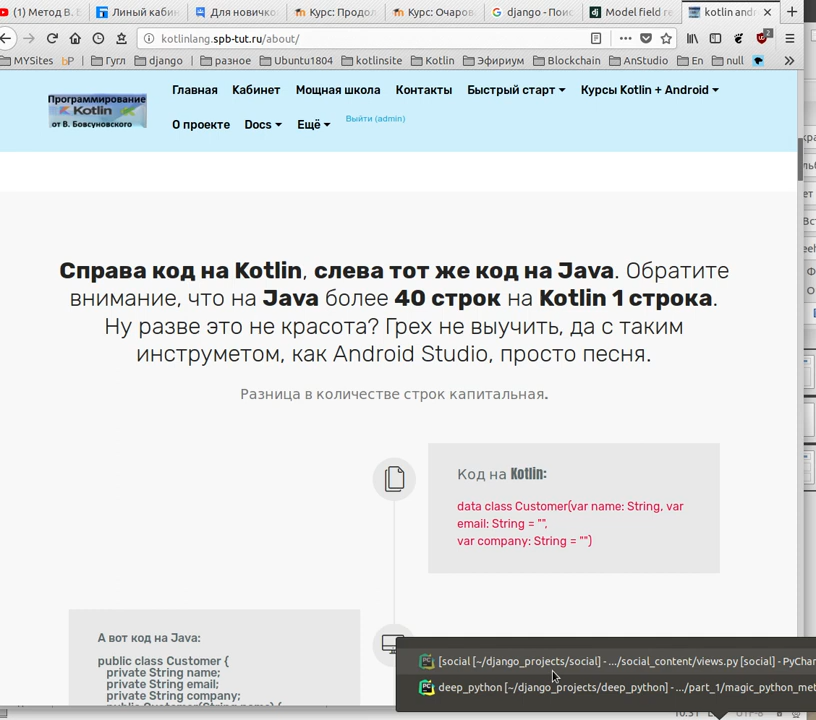 (1) Метод В. Б
Линый кабин
Для новичко
Курс: Продол
Курс: Очаров
django - Поис
Model field re
kotlin andr
kotlinlang.spb-tut.ru/about/
MYSites
Гугл
django
разное
Ubuntu1804
kotlinsite
Kotlin
Эфириум
Blockchain
AnStudio
En
null
Программирование
Kotlin
от В. Бовсуновского
Главная Кабинет Мощная школа Контакты Быстрый старт Курсы Kotlin + Android
О проекте Docs Ещё Выйти (admin)
Справа код на Kotlin, слева тот же код на Java. Обратите
внимание, что на Java более 40 строк на Kotlin 1 строка.
Ну разве это не красота? Грех не выучить, да с таким
инструметом, как Android Studio, просто песня.
Разница в количестве строк капитальная.
Код на Kotlin:
data class Customer(var name: String, var
email: String = "",
var company: String = "")
А вот код на Java:
public class Customer {
private String name;
private String email;
private String company;
[social [~/django_projects/social] - .../social_content/views.py [social] - PyChar
deep_python [~/django_projects/deep_python] - .../part_1/magic_python_met